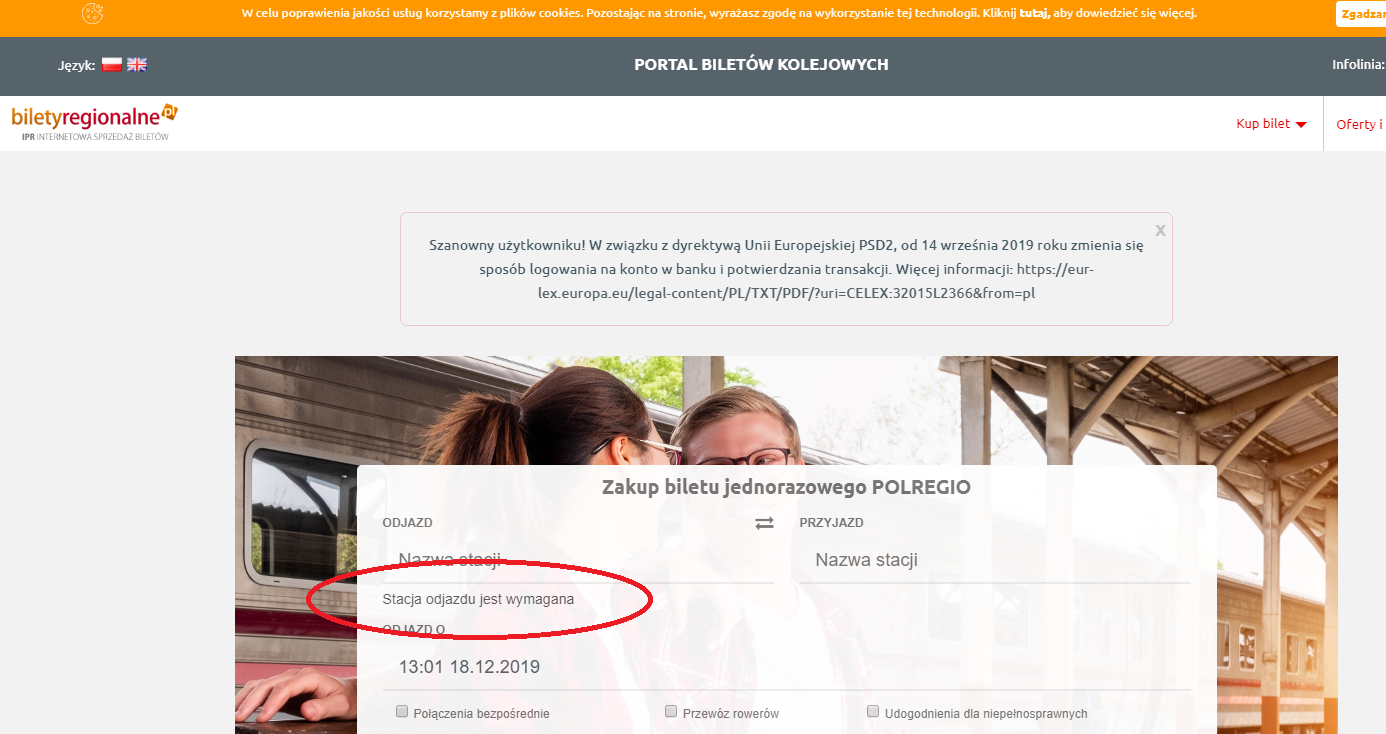 W celu poprawienia jakości usług korzystamy z plików cookies. Pozostając na stronie, wyrażasz zgodę na wykorzystanie tej technologii. Kliknij tutaj, aby dowiedzieć się więcej.
Zgadzam
Język:
PORTAL BILETÓW KOLEJOWYCH
Infolinia:
biletyregionalne.pl
IPR INTERNETOWA SPRZEDAŻ BILETÓW
Kup bilet
Oferty i
x
Szanowny użytkowniku! W związku z dyrektywą Unii Europejskiej PSD2, od 14 września 2019 roku zmienia się
sposób logowania na konto w banku i potwierdzania transakcji. Więcej informacji: https://eur-
lex.europa.eu/legal-content/PL/TXT/PDF/?uri=CELEX:32015L2366&from=pl
Zakup biletu jednorazowego POLREGIO
ODJAZD
PRZYJAZD
Nazwa stacji
Nazwa stacji
Stacja odjazdu jest wymagana
ODJAZD O
13:01 18.12.2019
Połączenia bezpośrednie
Przewóz rowerów
Udogodnienia dla niepełnosprawnych